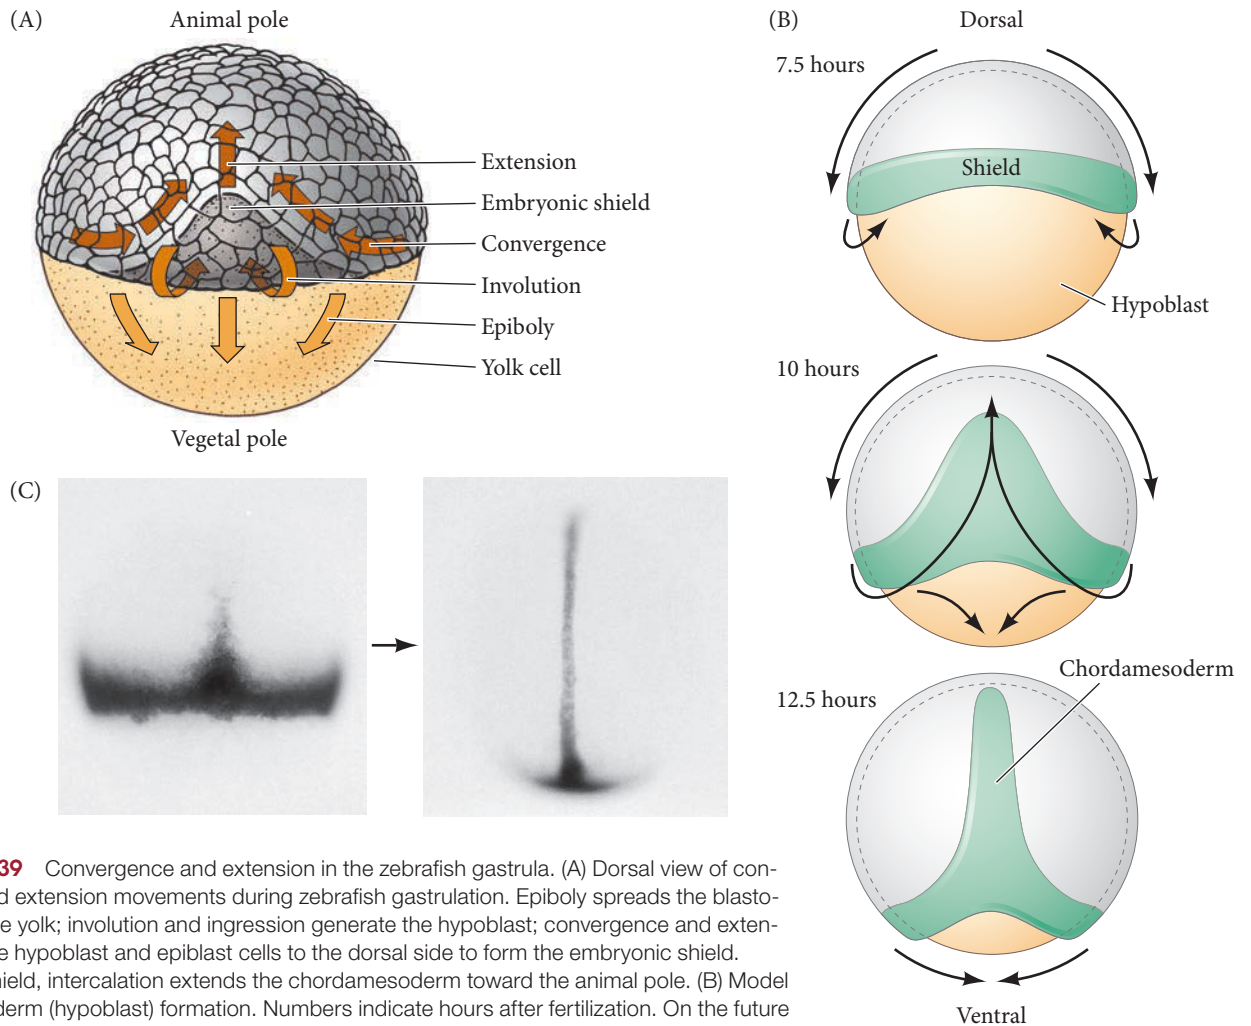 (A)
Animal pole
Extension
Embryonic shield
Convergence
Involution
Epiboly
Yolk cell
Vegetal pole
(B)
Dorsal
7.5 hours
Shield
Hypoblast
10 hours
12.5 hours
Chordamesoderm
Ventral
(C)
39 Convergence and extension in the zebrafish gastrula. (A) Dorsal view of con-
d extension movements during zebrafish gastrulation. Epiboly spreads the blasto-
e yolk; involution and ingression generate the hypoblast; convergence and exten-
e hypoblast and epiblast cells to the dorsal side to form the embryonic shield.
hield, intercalation extends the chordamesoderm toward the animal pole. (B) Model
derm (hypoblast) formation. Numbers indicate hours after fertilization. On the future